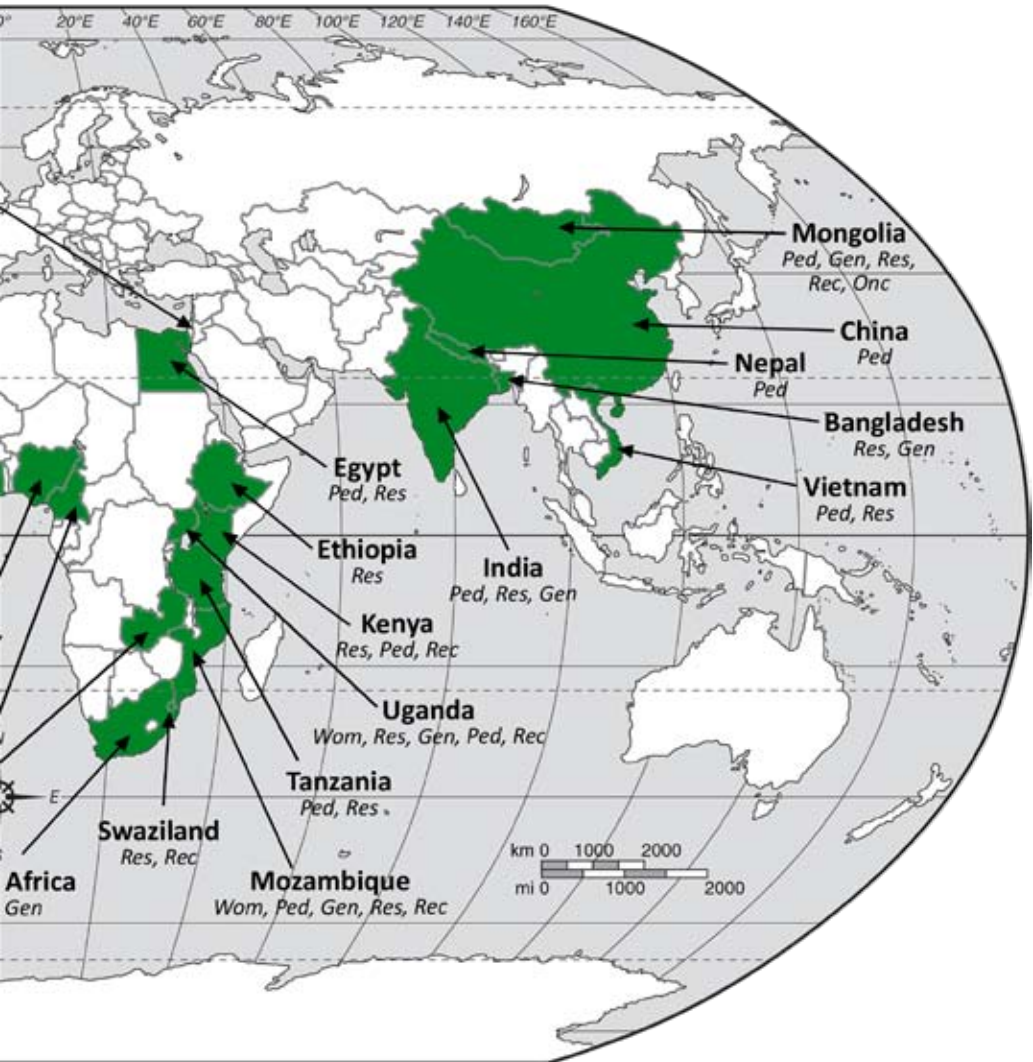 0° 20°E 40°E 60°E 80°E 100°E 120°E 140°E 160°E
Mongolia
Ped, Gen, Res,
Rec, Onc
China
Ped
Nepal
Ped
Bangladesh
Res, Gen
Vietnam
Ped, Res
Egypt
Ped, Res
Ethiopia
Res
India
Ped, Res, Gen
Kenya
Res, Ped, Rec
Uganda
Wom, Res, Gen, Ped, Rec
Tanzania
Ped, Res
E
Swaziland
Res, Rec
Africa
Gen
Mozambique
Wom, Ped, Gen, Res, Rec
km 0 1000 2000
mi 0 1000 2000